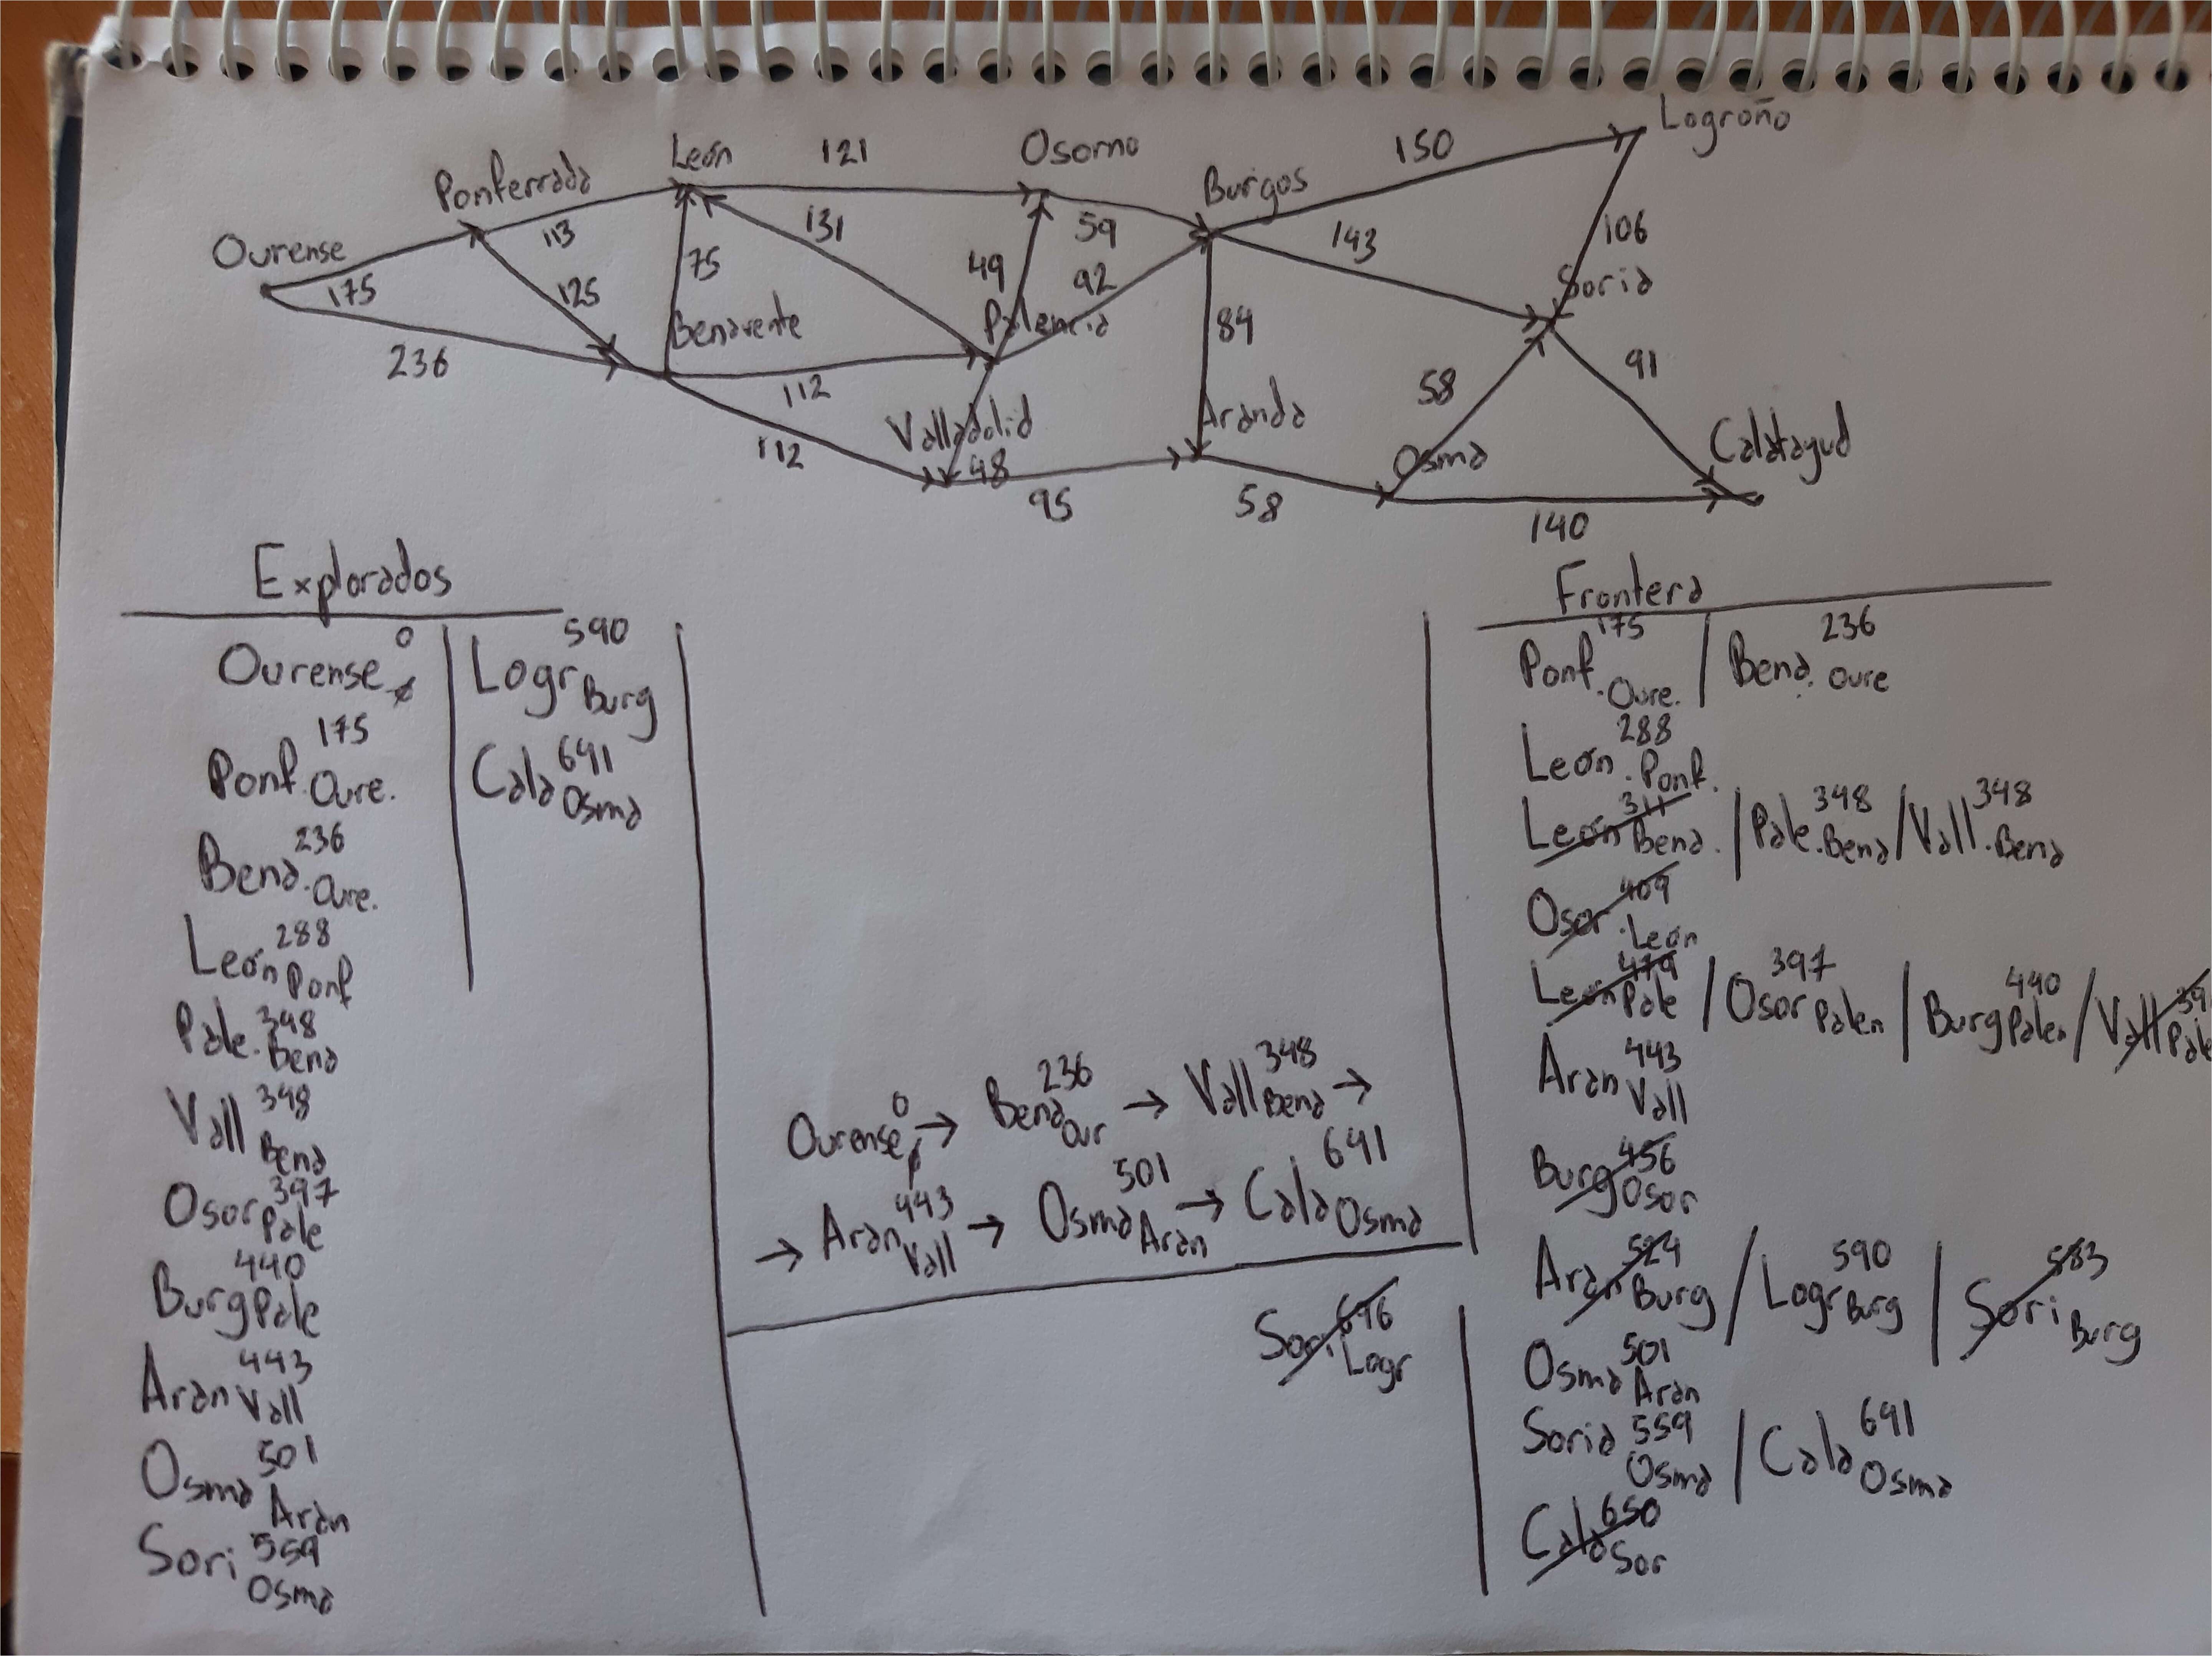 Logroño
León 121 Osorno 150
Ponferrada Burgos
113 131 59 143 106
Ourense
175 125 75 49 92 Soria
236 Benavente Palencia 84 91
112 58
Valladolid Aranda
112 48 Osma Calatayud
95 58
140
Explorados
Ourense 0 ∅
Ponf. 175 Oure.
Bena. 236 Oure.
León 288 Ponf
Pale. 348 Bena
Vall 348 Bena
Osor 397 Pale
Burg 440 Pale
Aran 443 Vall
Osma 501 Aran
Sori 559 Osma
Logr 590 Burg
Cala 641 Osma
Ourense 0 ∅ → Bena 236 Our → Vall 348 Bena →
→ Aran 443 Vall → Osma 501 Aran → Cala 641 Osma
Frontera
Ponf. 175 Oure. / Bena. 236 Oure
León 288 Ponf.
León 311 Bena. / Pale. 348 Bena / Vall. 348 Bena
Osor 409 León
León 479 Pale / Osor 397 Palen / Burg 440 Palen / Vall 39 Pale
Aran 443 Vall
Burg 456 Osor
Aran 524 Burg / Logr 590 Burg / Sori 583 Burg
Osma 501 Aran
Soria 559 Osma / Cala 641 Osma
Cala 650 Sor
Sori 696 Logr